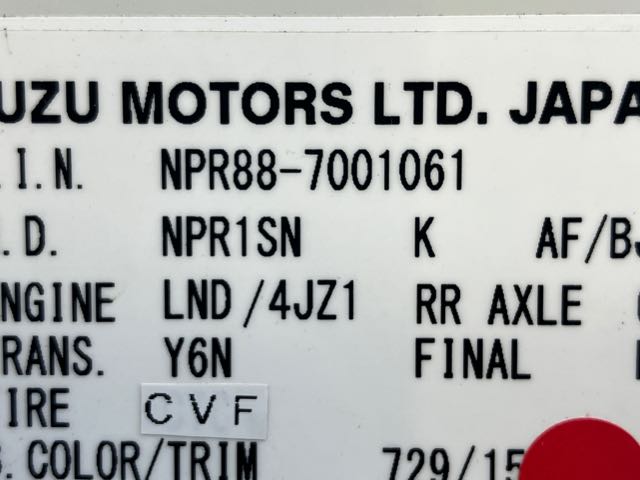 UZU MOTORS LTD. JAPA
.I.N. NPR88-7001061
.D. NPR1SN K AF/BJ
NGINE LND/4JZ1 RR AXLE
RANS. Y6N FINAL
IRE CVF
. COLOR/TRIM 729/15